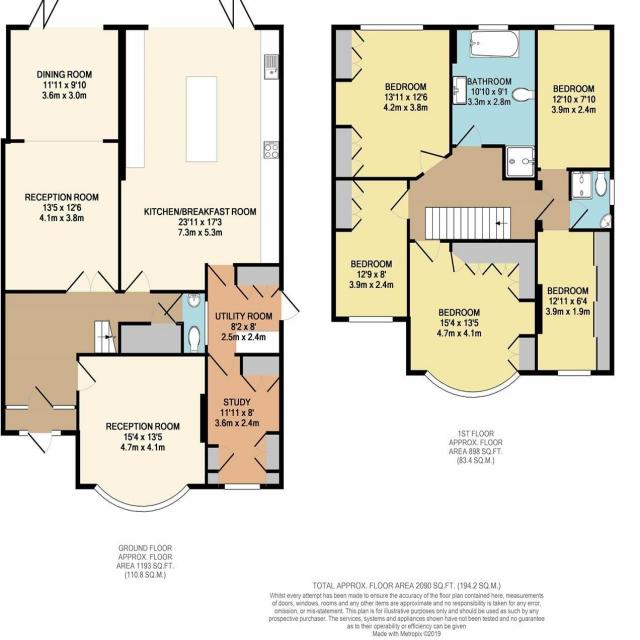 DINING ROOM
11'11 x 9'10
3.6m x 3.0m
RECEPTION ROOM
13'5 x 12'6
4.1m x 3.8m
KITCHEN/BREAKFAST ROOM
23'11 x 17'3
7.3m x 5.3m
UTILITY ROOM
8'2 x 8'
2.5m x 2.4m
STUDY
11'11 x 8'
3.6m x 2.4m
RECEPTION ROOM
15'4 x 13'5
4.7m x 4.1m
GROUND FLOOR
APPROX. FLOOR
AREA 1193 SQ.FT.
(110.8 SQ.M.)
BEDROOM
13'11 x 12'6
4.2m x 3.8m
BATHROOM
10'10 x 9'1
3.3m x 2.8m
BEDROOM
12'10 x 7'10
3.9m x 2.4m
BEDROOM
12'9 x 8'
3.9m x 2.4m
BEDROOM
15'4 x 13'5
4.7m x 4.1m
BEDROOM
12'11 x 6'4
3.9m x 1.9m
1ST FLOOR
APPROX. FLOOR
AREA 898 SQ.FT.
(83.4 SQ.M.)
TOTAL APPROX. FLOOR AREA 2090 SQ.FT. (194.2 SQ.M.)
Whilst every attempt has been made to ensure the accuracy of the floor plan contained here, measurements
of doors, windows, rooms and any other items are approximate and no responsibility is taken for any error,
omission, or mis-statement. This plan is for illustrative purposes only and should be used as such by any
prospective purchaser. The services, systems and appliances shown have not been tested and no guarantee
as to their operability or efficiency can be given
Made with Metropix ©2019